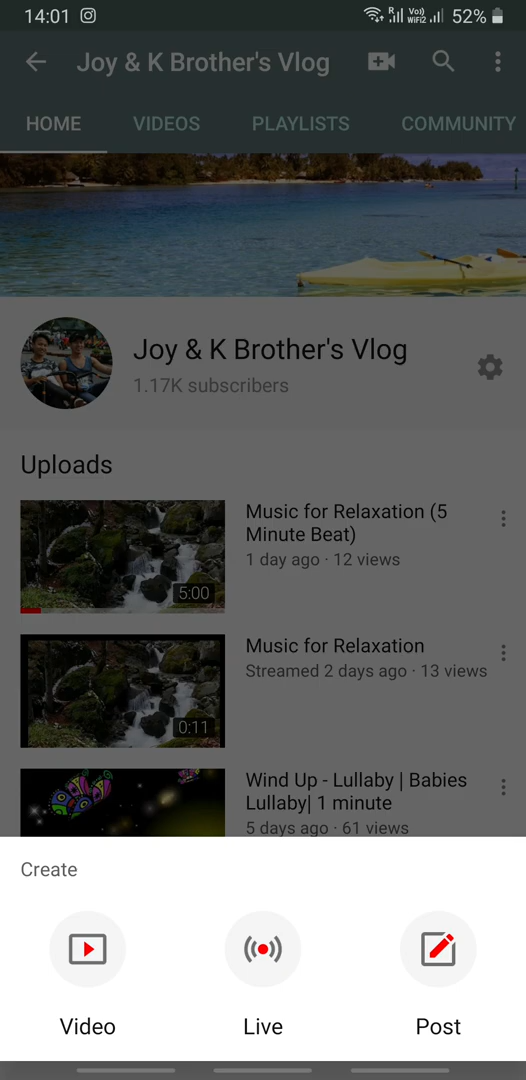 14:01 R Vo)) WiFi2 52%
Joy & K Brother's Vlog
HOME VIDEOS PLAYLISTS COMMUNITY
Joy & K Brother's Vlog
1.17K subscribers
Uploads
Music for Relaxation (5
Minute Beat)
1 day ago · 12 views
5:00
Music for Relaxation
Streamed 2 days ago · 13 views
0:11
Wind Up - Lullaby | Babies
Lullaby| 1 minute
5 days ago · 61 views
Create
Video Live Post